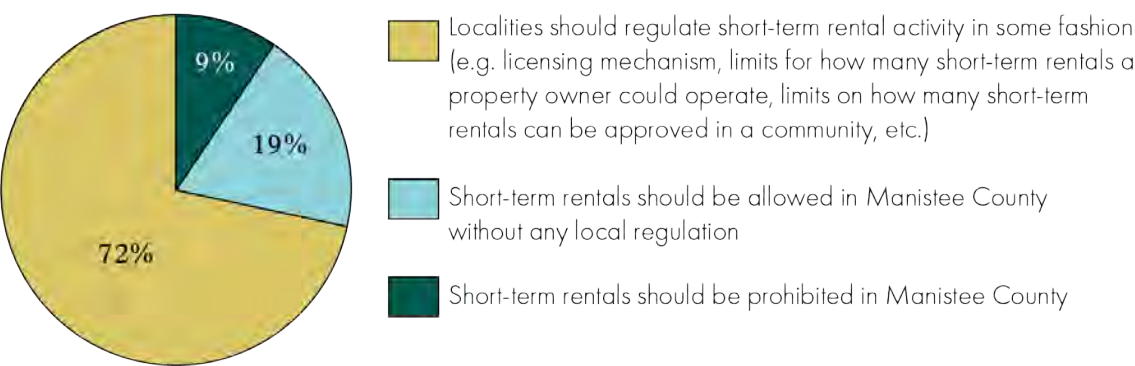 9%
19%
72%
Localities should regulate short-term rental activity in some fashion
(e.g. licensing mechanism, limits for how many short-term rentals a
property owner could operate, limits on how many short-term
rentals can be approved in a community, etc.)
Short-term rentals should be allowed in Manistee County
without any local regulation
Short-term rentals should be prohibited in Manistee County